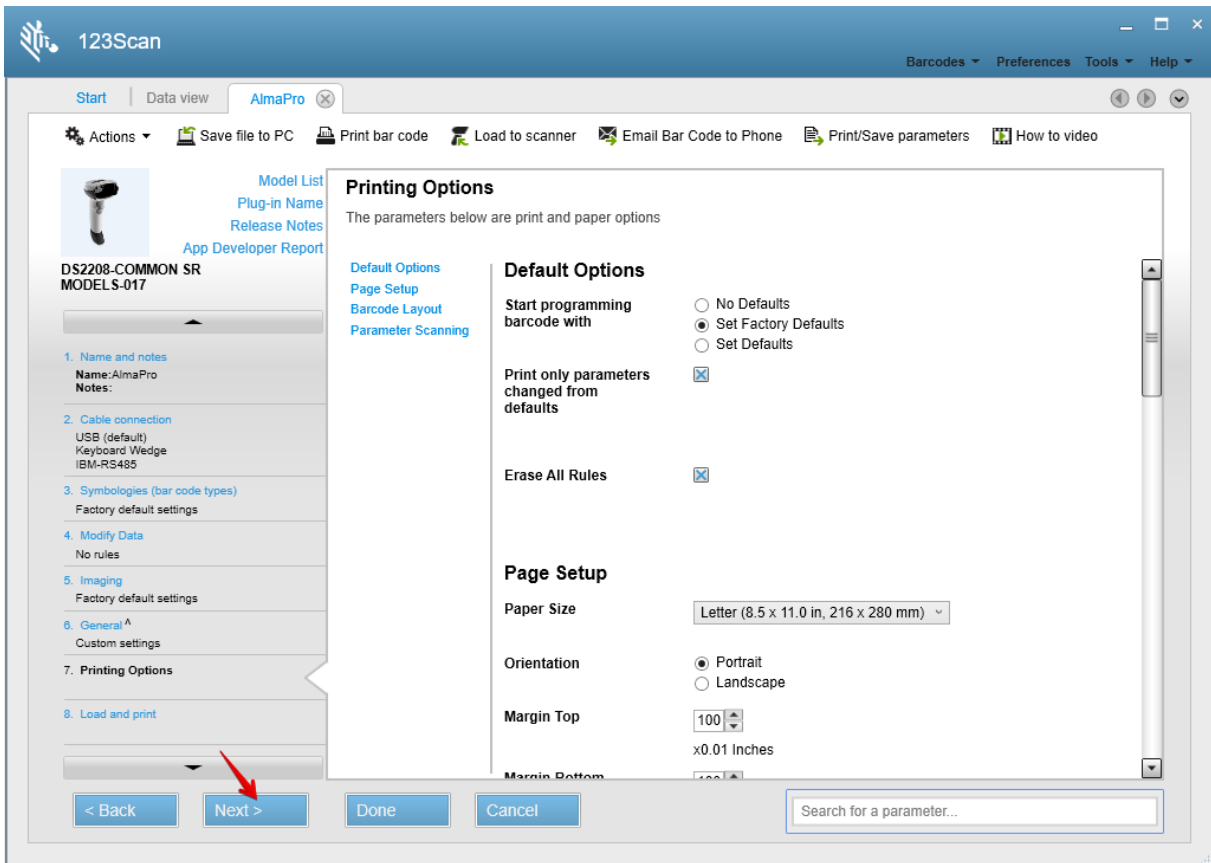 123Scan
Barcodes Preferences Tools Help
Start Data view AlmaPro
Actions Save file to PC Print bar code Load to scanner Email Bar Code to Phone Print/Save parameters How to video
Model List
Plug-in Name
Release Notes
App Developer Report
DS2208-COMMON SR
MODELS-017
1. Name and notes
Name:AlmaPro
Notes:
2. Cable connection
USB (default)
Keyboard Wedge
IBM-RS485
3. Symbologies (bar code types)
Factory default settings
4. Modify Data
No rules
5. Imaging
Factory default settings
6. General ^
Custom settings
7. Printing Options
8. Load and print
Printing Options
The parameters below are print and paper options
Default Options
Page Setup
Barcode Layout
Parameter Scanning
Default Options
Start programming
barcode with
No Defaults
Set Factory Defaults
Set Defaults
Print only parameters
changed from
defaults
Erase All Rules
Page Setup
Paper Size
Letter (8.5 x 11.0 in, 216 x 280 mm)
Orientation
Portrait
Landscape
Margin Top
100
x0.01 Inches
Margin Bottom
100
< Back Next > Done Cancel Search for a parameter...